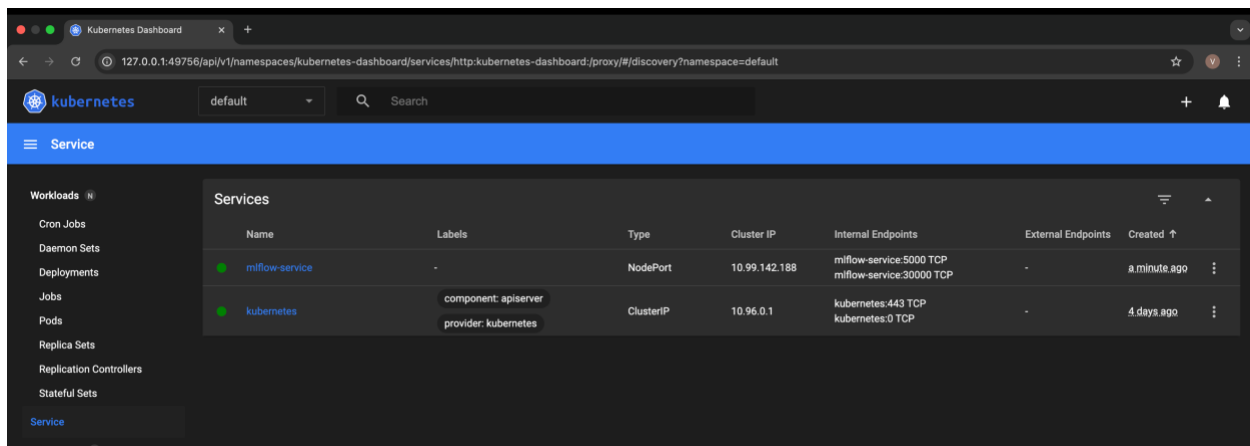 Kubernetes Dashboard
127.0.0.1:49756/api/v1/namespaces/kubernetes-dashboard/services/http:kubernetes-dashboard:/proxy/#/discovery?namespace=default
V
kubernetes
default
Search
Service
Workloads N
Cron Jobs
Daemon Sets
Deployments
Jobs
Pods
Replica Sets
Replication Controllers
Stateful Sets
Service
Services
Name Labels Type Cluster IP Internal Endpoints External Endpoints Created
mlflow-service - NodePort 10.99.142.188 mlflow-service:5000 TCP - a minute ago
mlflow-service:30000 TCP
kubernetes component: apiserver ClusterIP 10.96.0.1 kubernetes:443 TCP - 4 days ago
provider: kubernetes kubernetes:0 TCP